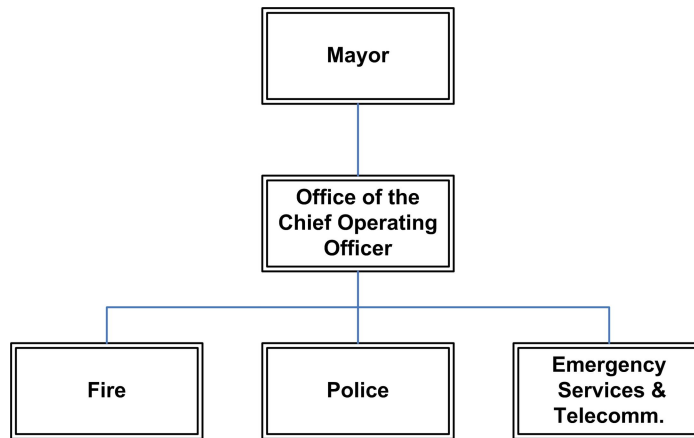 Mayor
Office of the
Chief Operating
Officer
Fire
Police
Emergency
Services &
Telecomm.